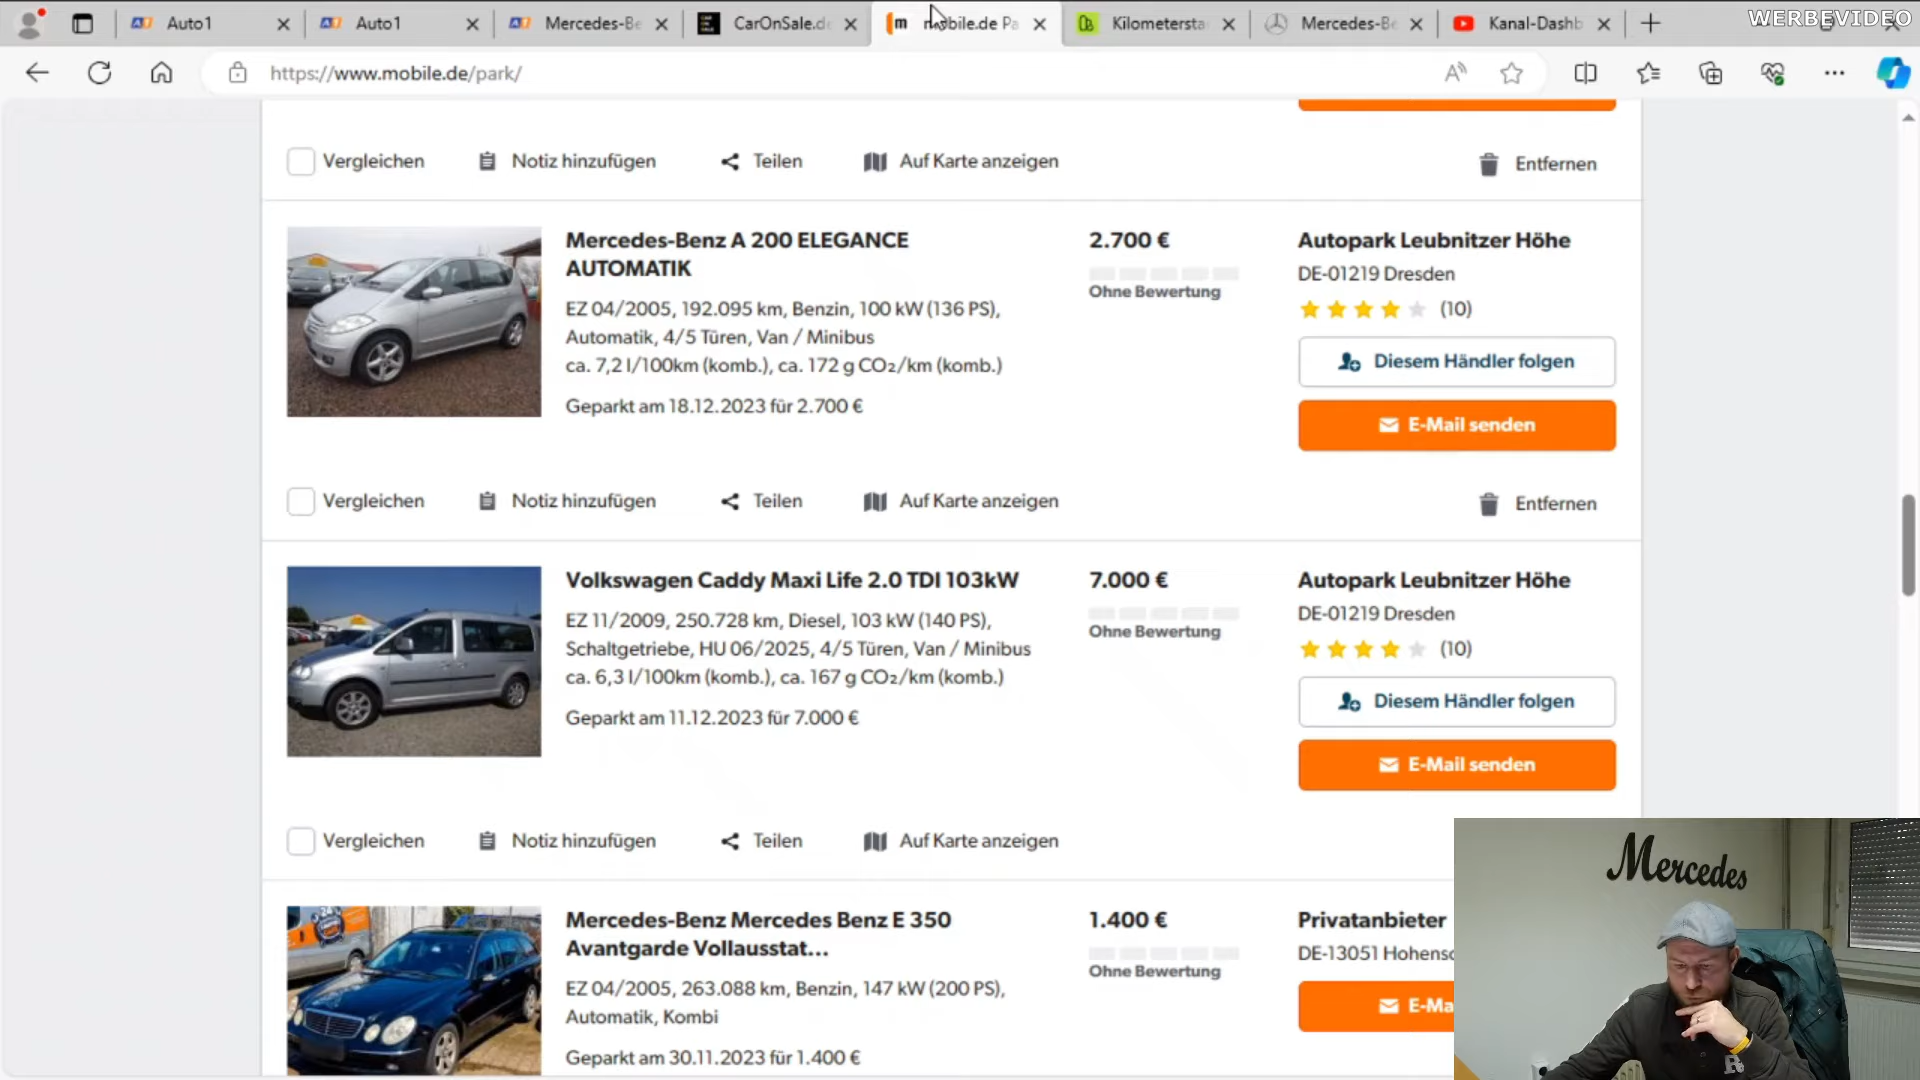 Auto1
Auto1
Mercedes-Be
CarOnSale.de
mobile.de Pa
Kilometersta
Mercedes-Be
Kanal-Dashb
WERBEVIDEO
https://www.mobile.de/park/
Vergleichen
Notiz hinzufügen
Teilen
Auf Karte anzeigen
Entfernen
Mercedes-Benz A 200 ELEGANCE
AUTOMATIK
EZ 04/2005, 192.095 km, Benzin, 100 kW (136 PS),
Automatik, 4/5 Türen, Van / Minibus
ca. 7,2 l/100km (komb.), ca. 172 g CO₂/km (komb.)
Geparkt am 18.12.2023 für 2.700 €
2.700 €
Ohne Bewertung
Autopark Leubnitzer Höhe
DE-01219 Dresden
(10)
Diesem Händler folgen
E-Mail senden
Vergleichen
Notiz hinzufügen
Teilen
Auf Karte anzeigen
Entfernen
Volkswagen Caddy Maxi Life 2.0 TDI 103kW
EZ 11/2009, 250.728 km, Diesel, 103 kW (140 PS),
Schaltgetriebe, HU 06/2025, 4/5 Türen, Van / Minibus
ca. 6,3 l/100km (komb.), ca. 167 g CO₂/km (komb.)
Geparkt am 11.12.2023 für 7.000 €
7.000 €
Ohne Bewertung
Autopark Leubnitzer Höhe
DE-01219 Dresden
(10)
Diesem Händler folgen
E-Mail senden
Vergleichen
Notiz hinzufügen
Teilen
Auf Karte anzeigen
Mercedes-Benz Mercedes Benz E 350
Avantgarde Vollausstat...
EZ 04/2005, 263.088 km, Benzin, 147 kW (200 PS),
Automatik, Kombi
Geparkt am 30.11.2023 für 1.400 €
1.400 €
Ohne Bewertung
Privatanbieter
DE-13051 Hohensc
E-Ma
Mercedes